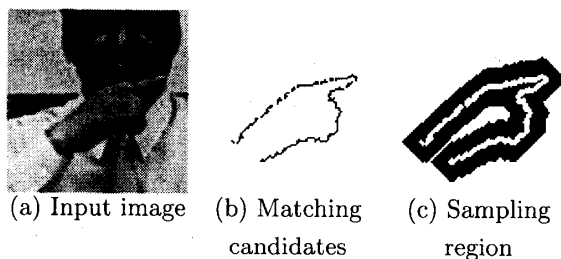 (a) Input image
(b) Matching
candidates
(c) Sampling
region